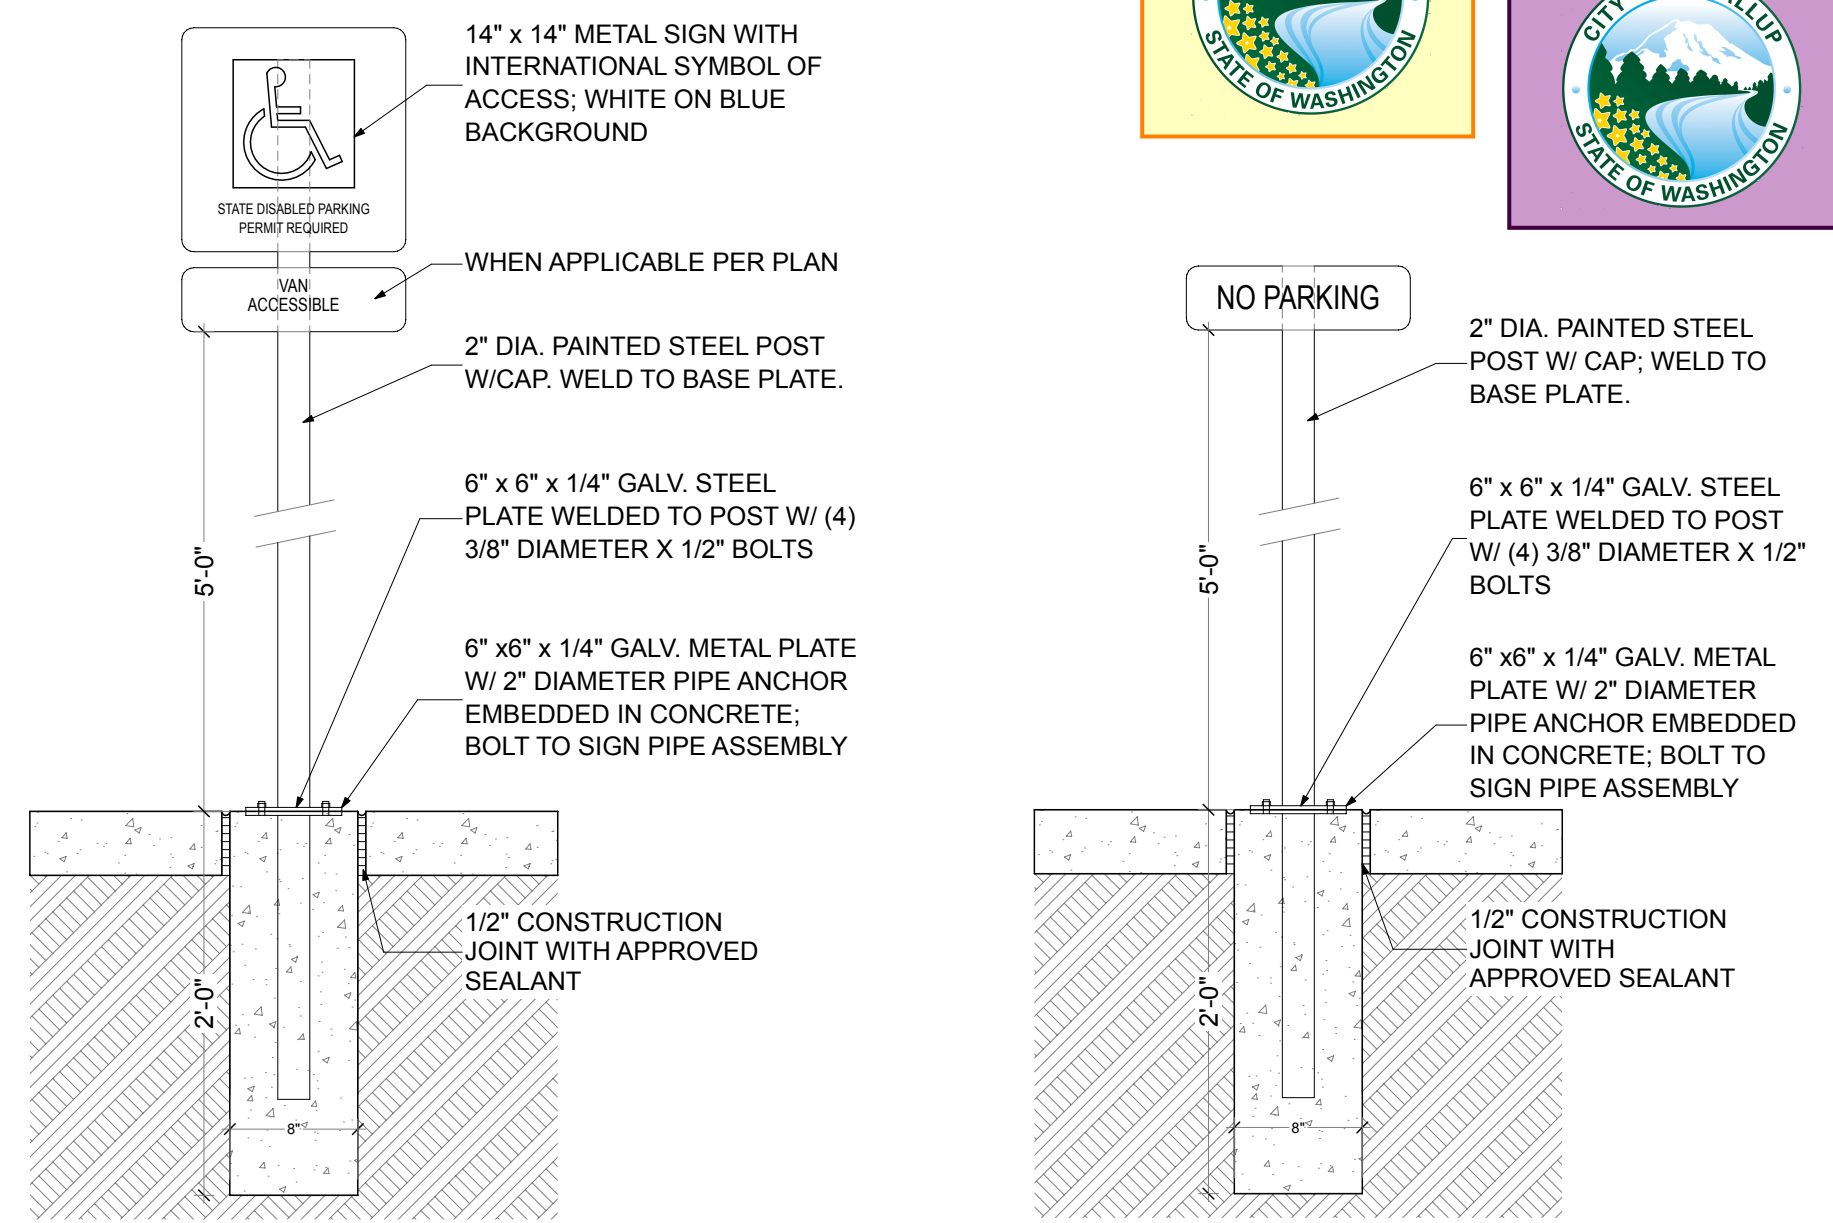 14" x 14" METAL SIGN WITH
INTERNATIONAL SYMBOL OF
ACCESS; WHITE ON BLUE
BACKGROUND
STATE DISABLED PARKING
PERMIT REQUIRED
WHEN APPLICABLE PER PLAN
VAN
ACCESSIBLE
2" DIA. PAINTED STEEL POST
W/CAP. WELD TO BASE PLATE.
6" x 6" x 1/4" GALV. STEEL
PLATE WELDED TO POST W/ (4)
3/8" DIAMETER X 1/2" BOLTS
5'-0"
6" x6" x 1/4" GALV. METAL PLATE
W/ 2" DIAMETER PIPE ANCHOR
EMBEDDED IN CONCRETE;
BOLT TO SIGN PIPE ASSEMBLY
1/2" CONSTRUCTION
JOINT WITH APPROVED
SEALANT
2'-0"
8"
STATE OF WASHINGTON
CITY
STATE OF WASHINGTON
NO PARKING
2" DIA. PAINTED STEEL
POST W/ CAP; WELD TO
BASE PLATE.
6" x 6" x 1/4" GALV. STEEL
PLATE WELDED TO POST
W/ (4) 3/8" DIAMETER X 1/2"
BOLTS
5'-0"
6" x6" x 1/4" GALV. METAL
PLATE W/ 2" DIAMETER
PIPE ANCHOR EMBEDDED
IN CONCRETE; BOLT TO
SIGN PIPE ASSEMBLY
1/2" CONSTRUCTION
JOINT WITH
APPROVED SEALANT
2'-0"
8"